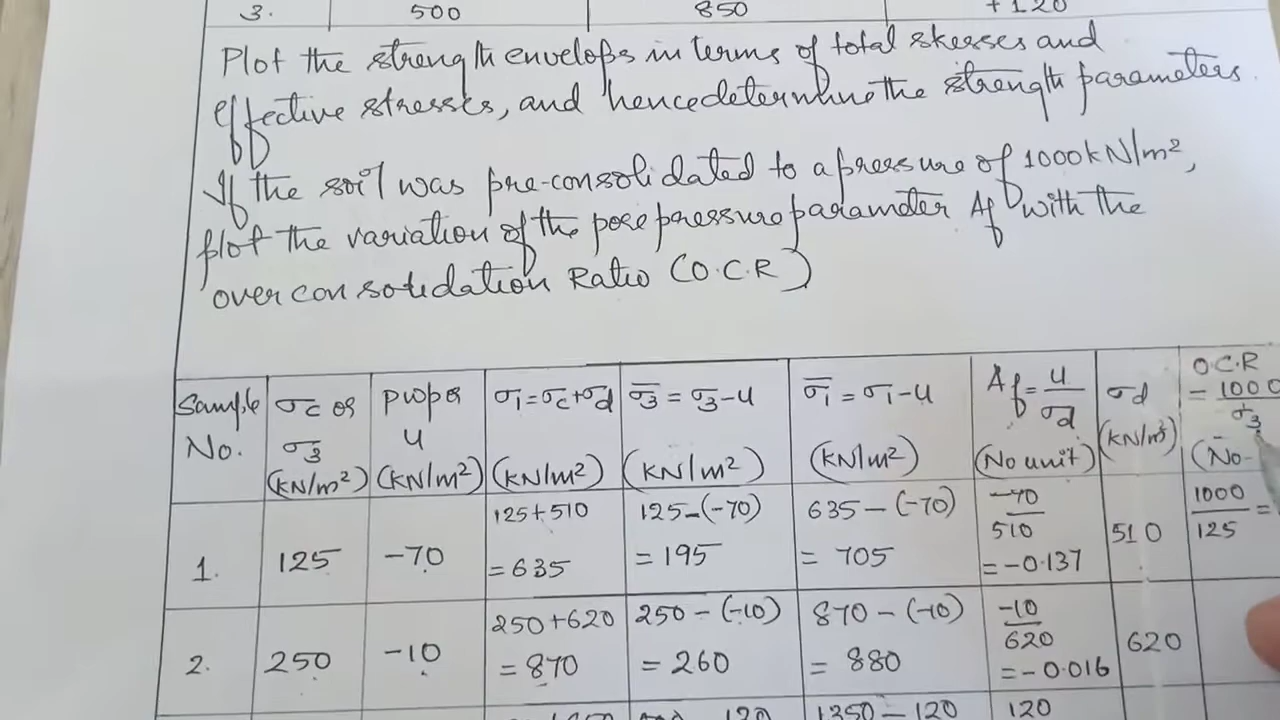 3. 500 850 +120
Plot the strength envelops in terms of total stresses and
effective stresses, and hence determine the strength parameters.
If the soil was pre-consolidated to a pressure of 1000 kN/m²,
plot the variation of the pore pressure parameter Af with the
over consolidation Ratio (O.C.R)
Sample No. σc or σ3 (kN/m²) pwp or u (kN/m²) σ1=σc+σd (kN/m²) σ̄3 = σ3-u (kN/m²) σ̄1 = σ1-u (kN/m²) Af = u/σd (No unit) σd (kN/m²) O.C.R = 1000/σ3 (No-
1. 125 -70 125+510 = 635 125-(-70) = 195 635-(-70) = 705 -70/510 = -0.137 510 1000/125 =
2. 250 -10 250+620 = 870 250-(-10) = 260 870-(-10) = 880 -10/620 = -0.016 620
120 1350-120 120